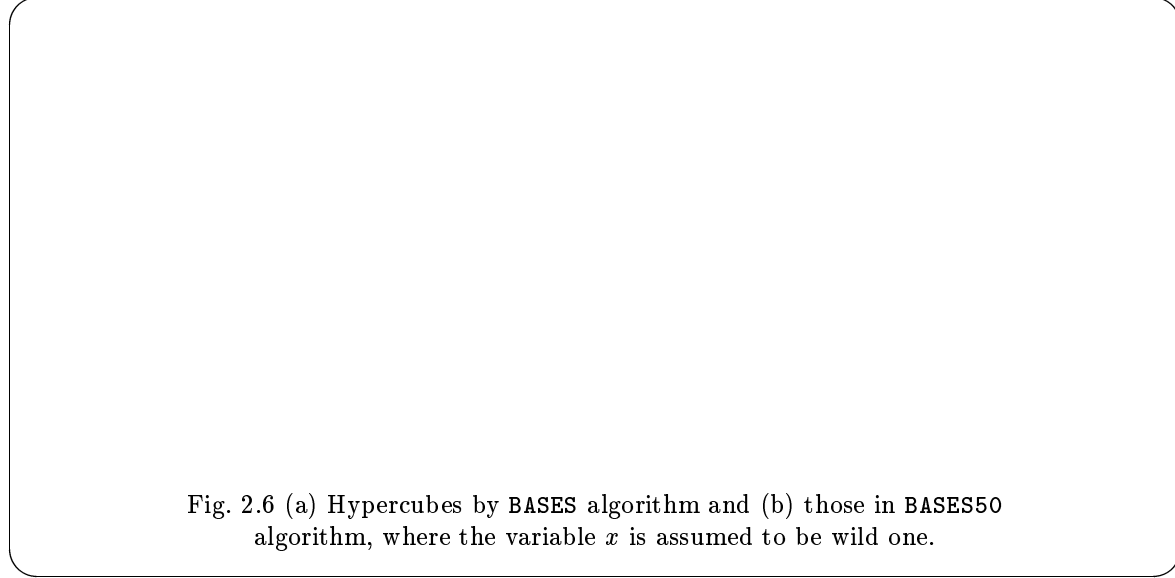 Fig. 2.6 (a) Hypercubes by BASES algorithm and (b) those in BASES50
algorithm, where the variable x is assumed to be wild one.